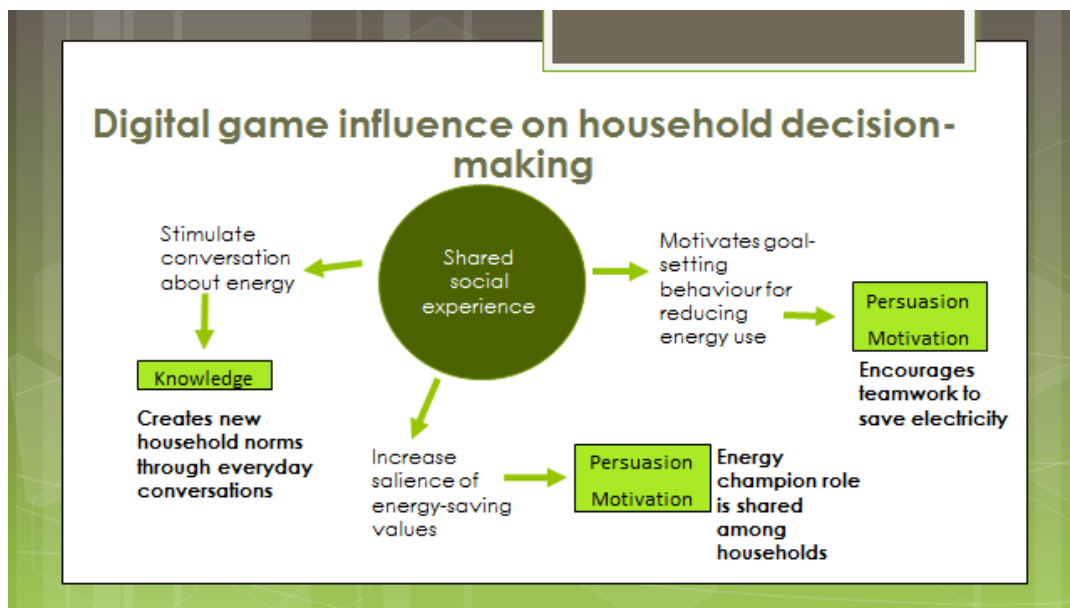 Digital game influence on household decision-
making
Shared
social
experience
Stimulate
conversation
about energy
Knowledge
Creates new
household norms
through everyday
conversations
Increase
salience of
energy-saving
values
Persuasion
Motivation
Energy
champion role
is shared
among
households
Motivates goal-
setting
behaviour for
reducing
energy use
Persuasion
Motivation
Encourages
teamwork to
save electricity